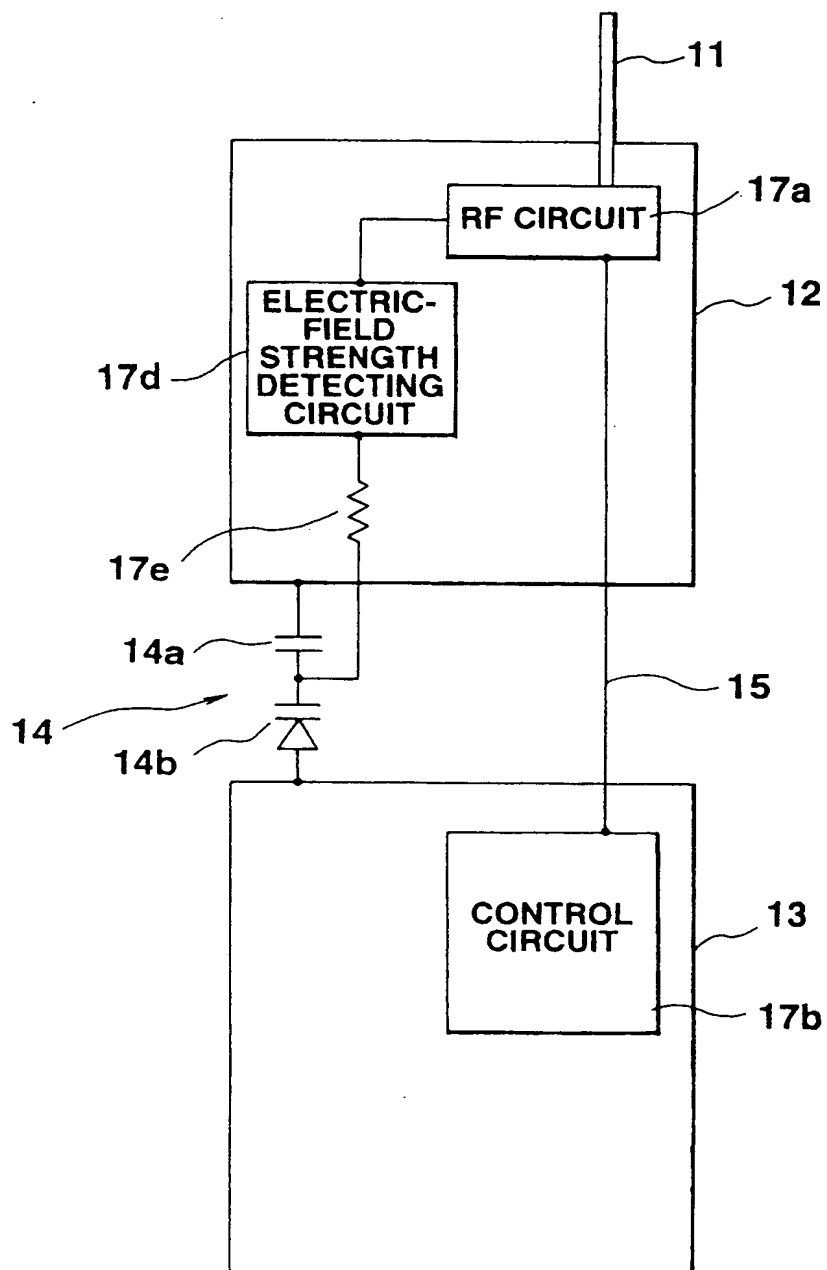 11
RF CIRCUIT
17a
12
ELECTRIC-
FIELD
STRENGTH
DETECTING
CIRCUIT
17d
17e
14a
15
14
14b
CONTROL
CIRCUIT
13
17b